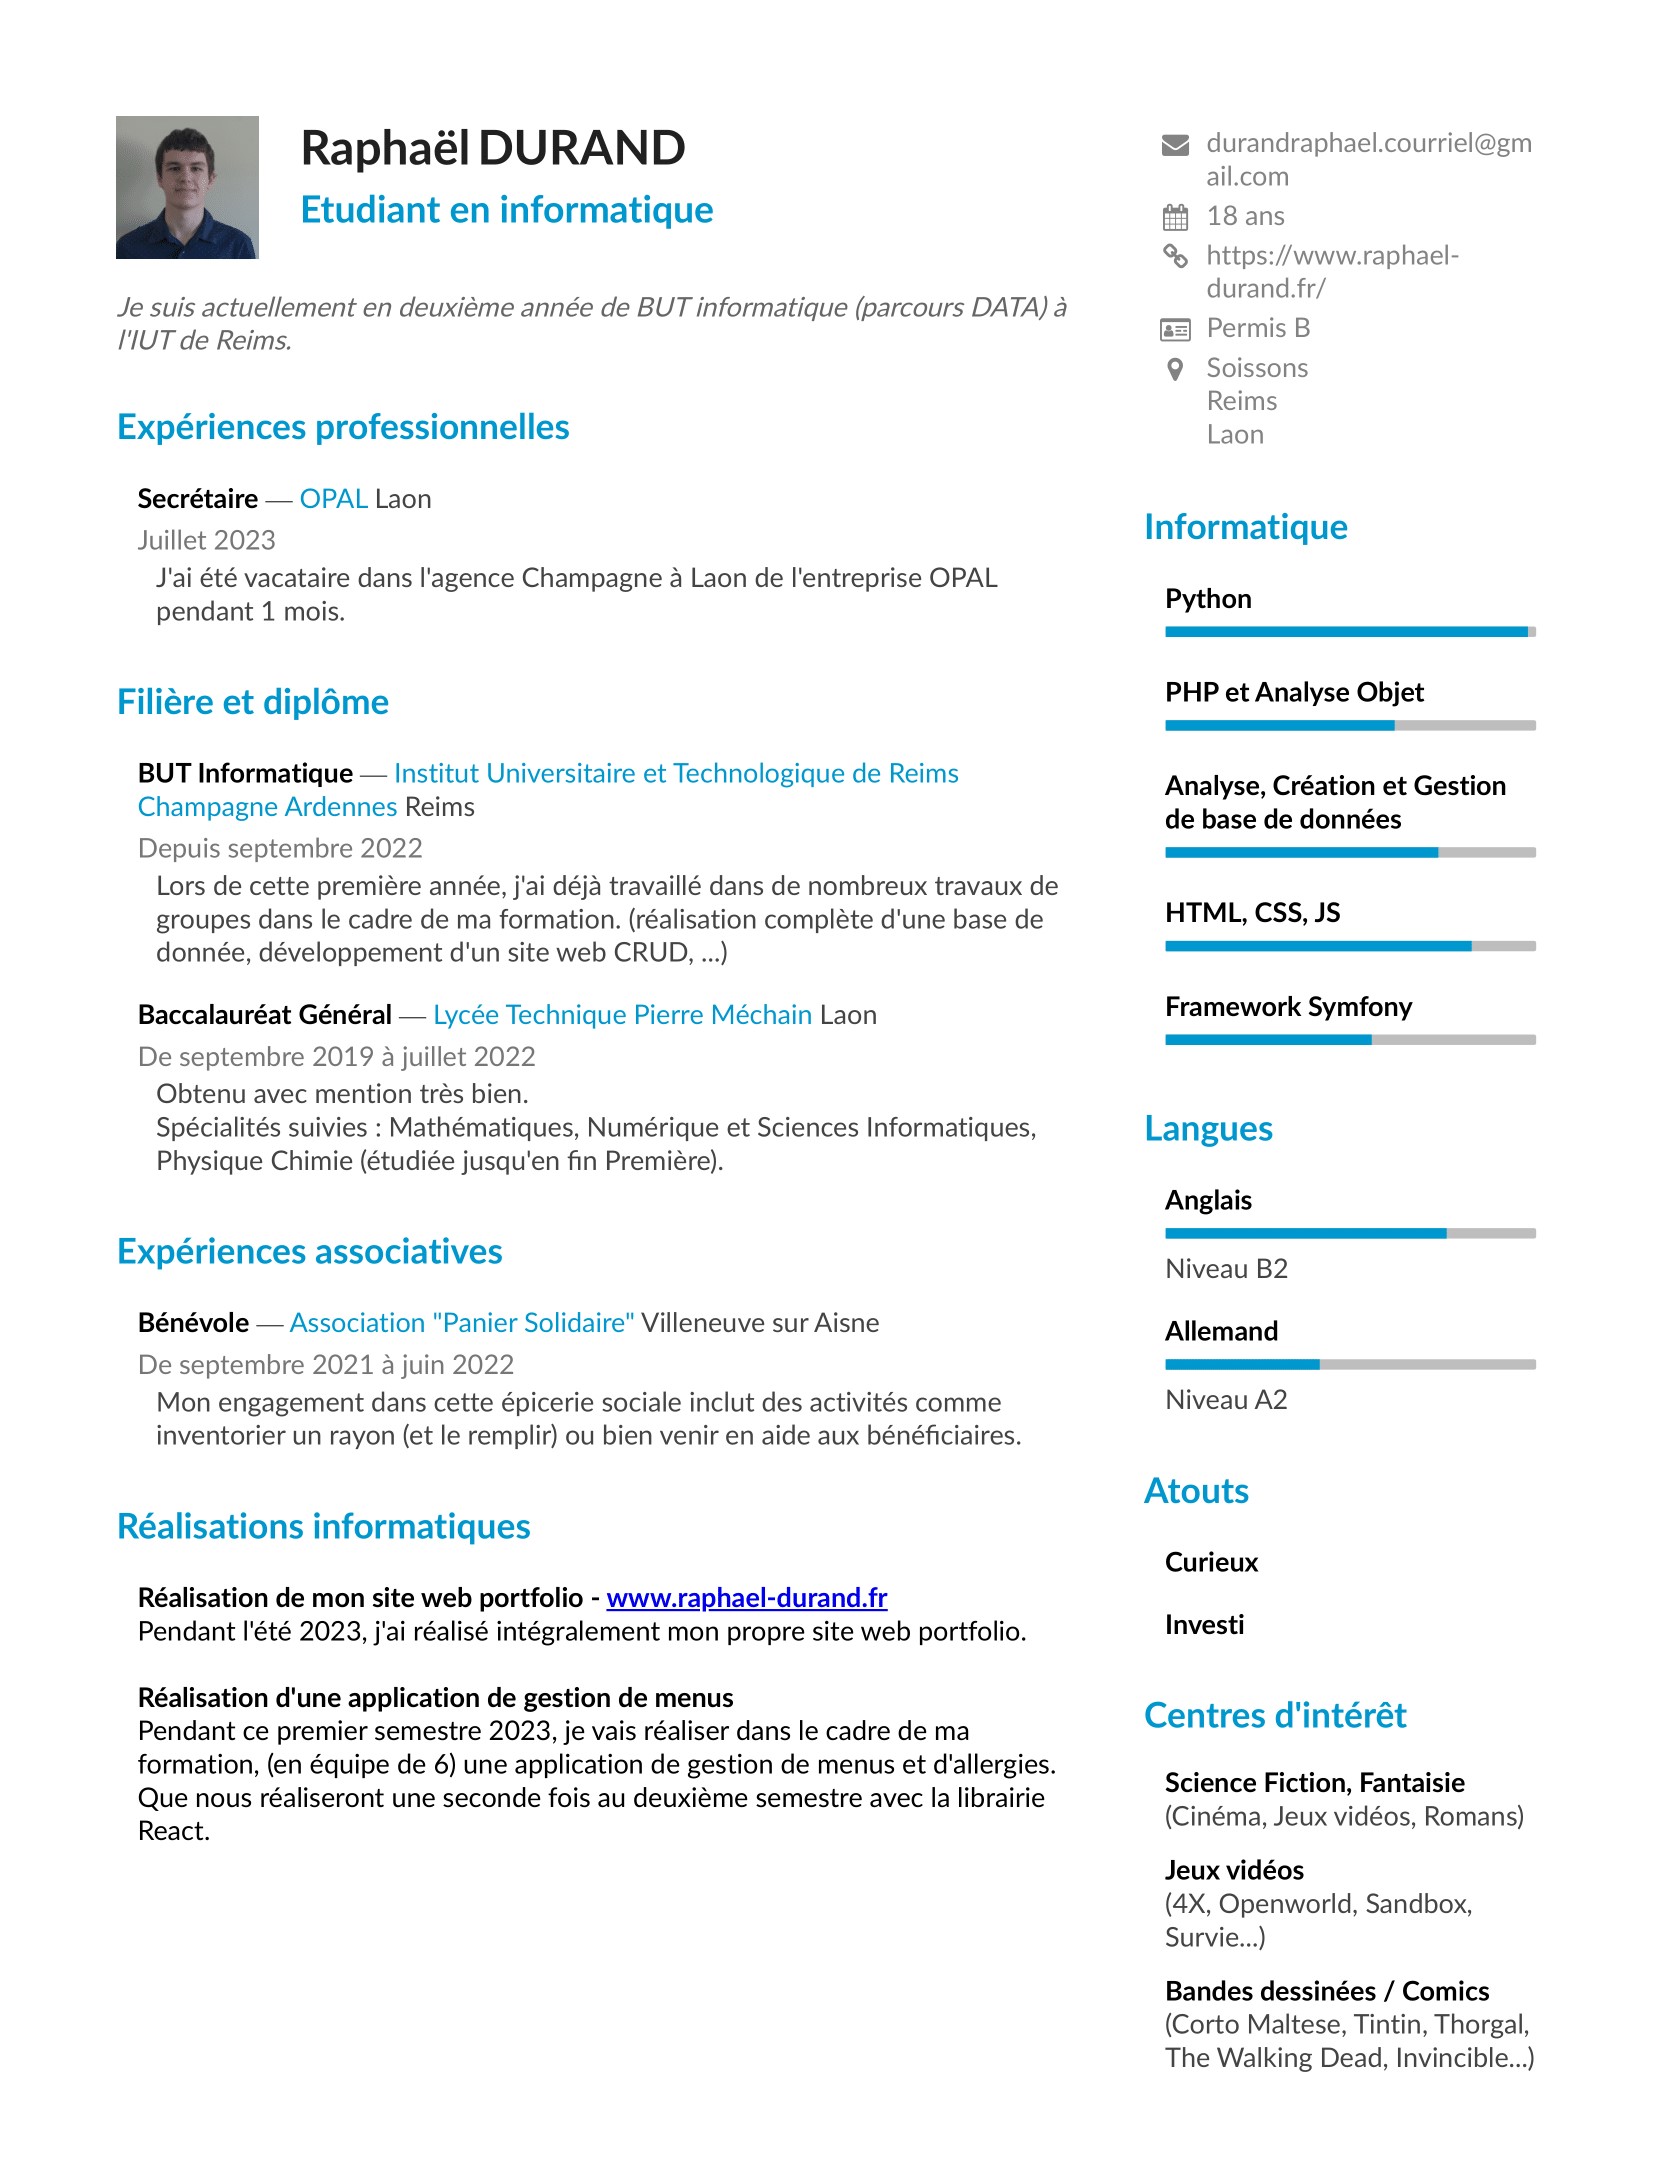 Raphaël DURAND
Etudiant en informatique
Je suis actuellement en deuxième année de BUT informatique (parcours DATA) à
l'IUT de Reims.
Expériences professionnelles
Secrétaire — OPAL Laon
Juillet 2023
J'ai été vacataire dans l'agence Champagne à Laon de l'entreprise OPAL
pendant 1 mois.
Filière et diplôme
BUT Informatique — Institut Universitaire et Technologique de Reims
Champagne Ardennes Reims
Depuis septembre 2022
Lors de cette première année, j'ai déjà travaillé dans de nombreux travaux de
groupes dans le cadre de ma formation. (réalisation complète d'une base de
donnée, développement d'un site web CRUD, ...)
Baccalauréat Général — Lycée Technique Pierre Méchain Laon
De septembre 2019 à juillet 2022
Obtenu avec mention très bien.
Spécialités suivies : Mathématiques, Numérique et Sciences Informatiques,
Physique Chimie (étudiée jusqu'en fin Première).
Expériences associatives
Bénévole — Association "Panier Solidaire" Villeneuve sur Aisne
De septembre 2021 à juin 2022
Mon engagement dans cette épicerie sociale inclut des activités comme
inventorier un rayon (et le remplir) ou bien venir en aide aux bénéficiaires.
Réalisations informatiques
Réalisation de mon site web portfolio - www.raphael-durand.fr
Pendant l'été 2023, j'ai réalisé intégralement mon propre site web portfolio.
Réalisation d'une application de gestion de menus
Pendant ce premier semestre 2023, je vais réaliser dans le cadre de ma
formation, (en équipe de 6) une application de gestion de menus et d'allergies.
Que nous réaliseront une seconde fois au deuxième semestre avec la librairie
React.
durandraphael.courriel@gm
ail.com
18 ans
https://www.raphael-
durand.fr/
Permis B
Soissons
Reims
Laon
Informatique
Python
PHP et Analyse Objet
Analyse, Création et Gestion
de base de données
HTML, CSS, JS
Framework Symfony
Langues
Anglais
Niveau B2
Allemand
Niveau A2
Atouts
Curieux
Investi
Centres d'intérêt
Science Fiction, Fantaisie
(Cinéma, Jeux vidéos, Romans)
Jeux vidéos
(4X, Openworld, Sandbox,
Survie...)
Bandes dessinées / Comics
(Corto Maltese, Tintin, Thorgal,
The Walking Dead, Invincible...)